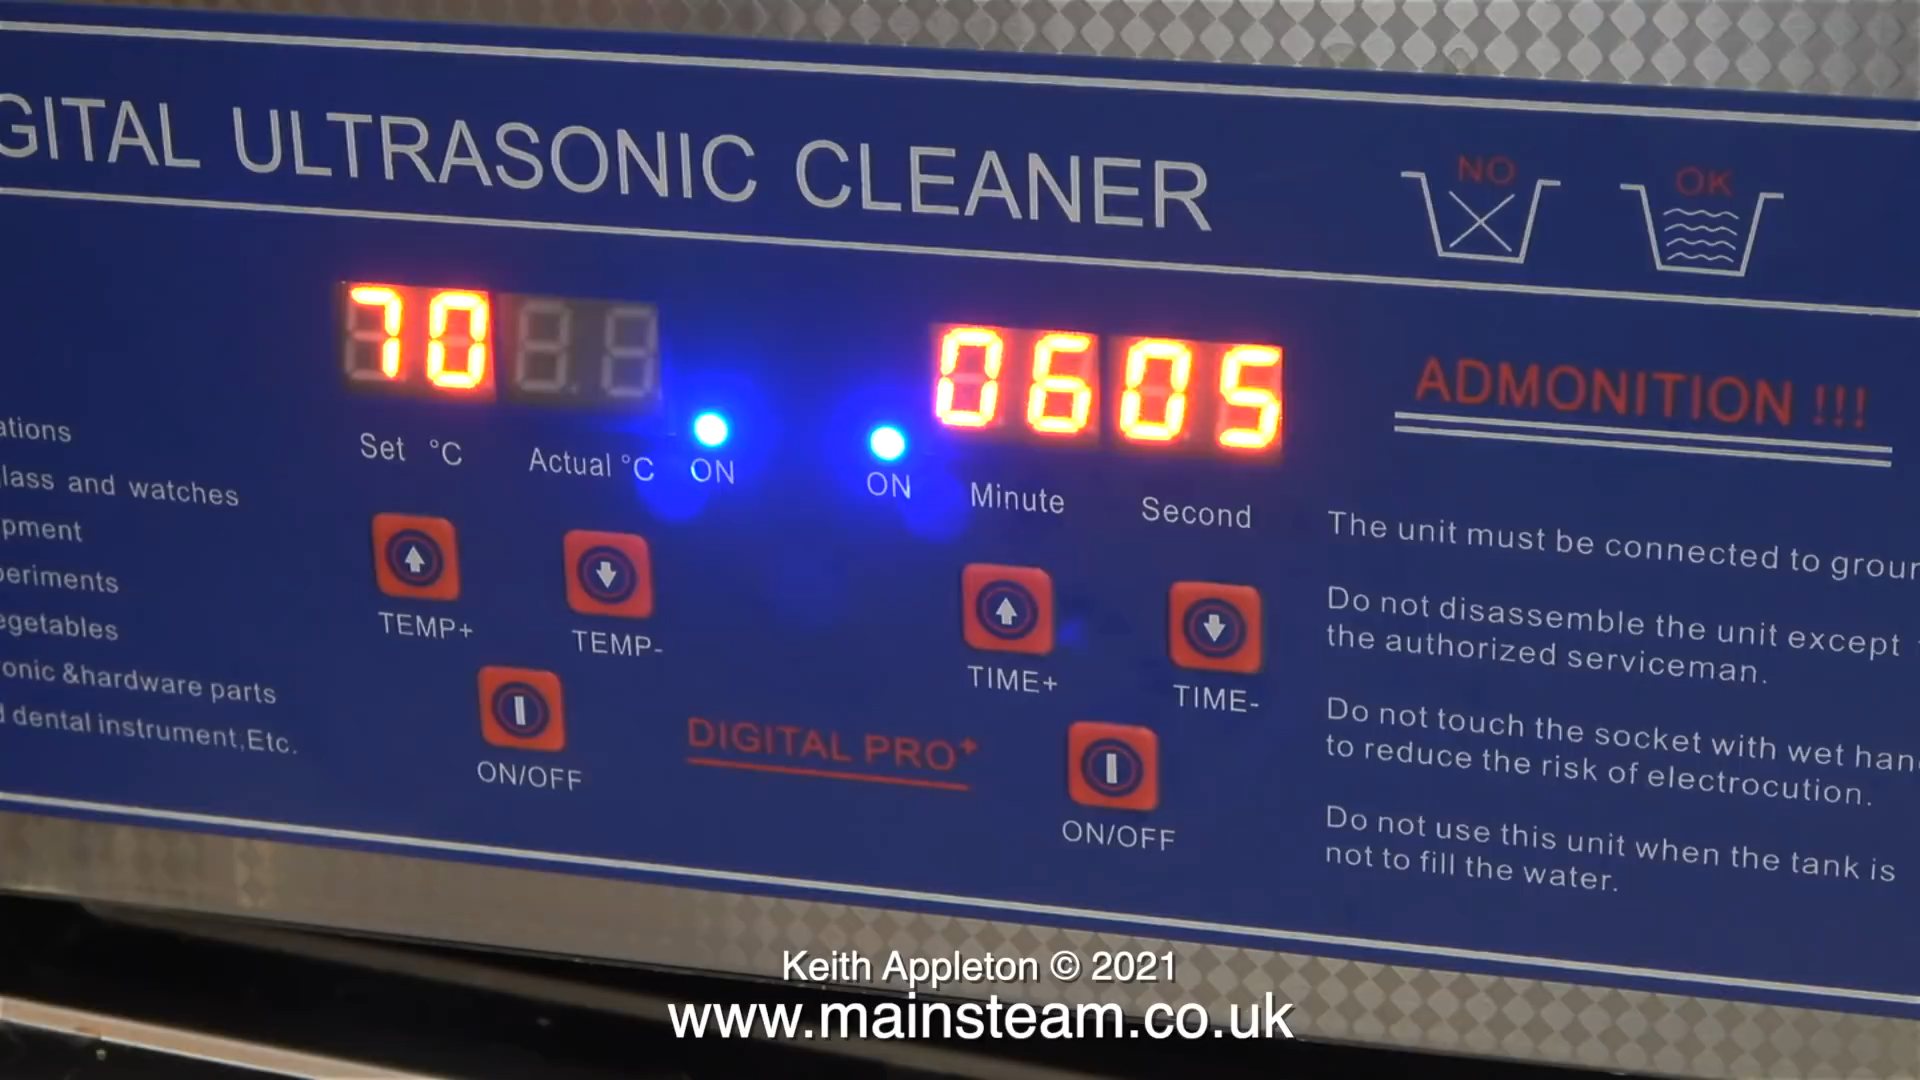 GITAL ULTRASONIC CLEANER
NO
OK
70
0605
ADMONITION !!!
Set °C
Actual °C
ON
ON
Minute
Second
ations
lass and watches
pment
periments
egetables
onic &hardware parts
d dental instrument,Etc.
TEMP+
TEMP-
ON/OFF
DIGITAL PRO+
TIME+
TIME-
ON/OFF
The unit must be connected to groun
Do not disassemble the unit except
the authorized serviceman.
Do not touch the socket with wet han
to reduce the risk of electrocution.
Do not use this unit when the tank is
not to fill the water.
Keith Appleton © 2021
www.mainsteam.co.uk